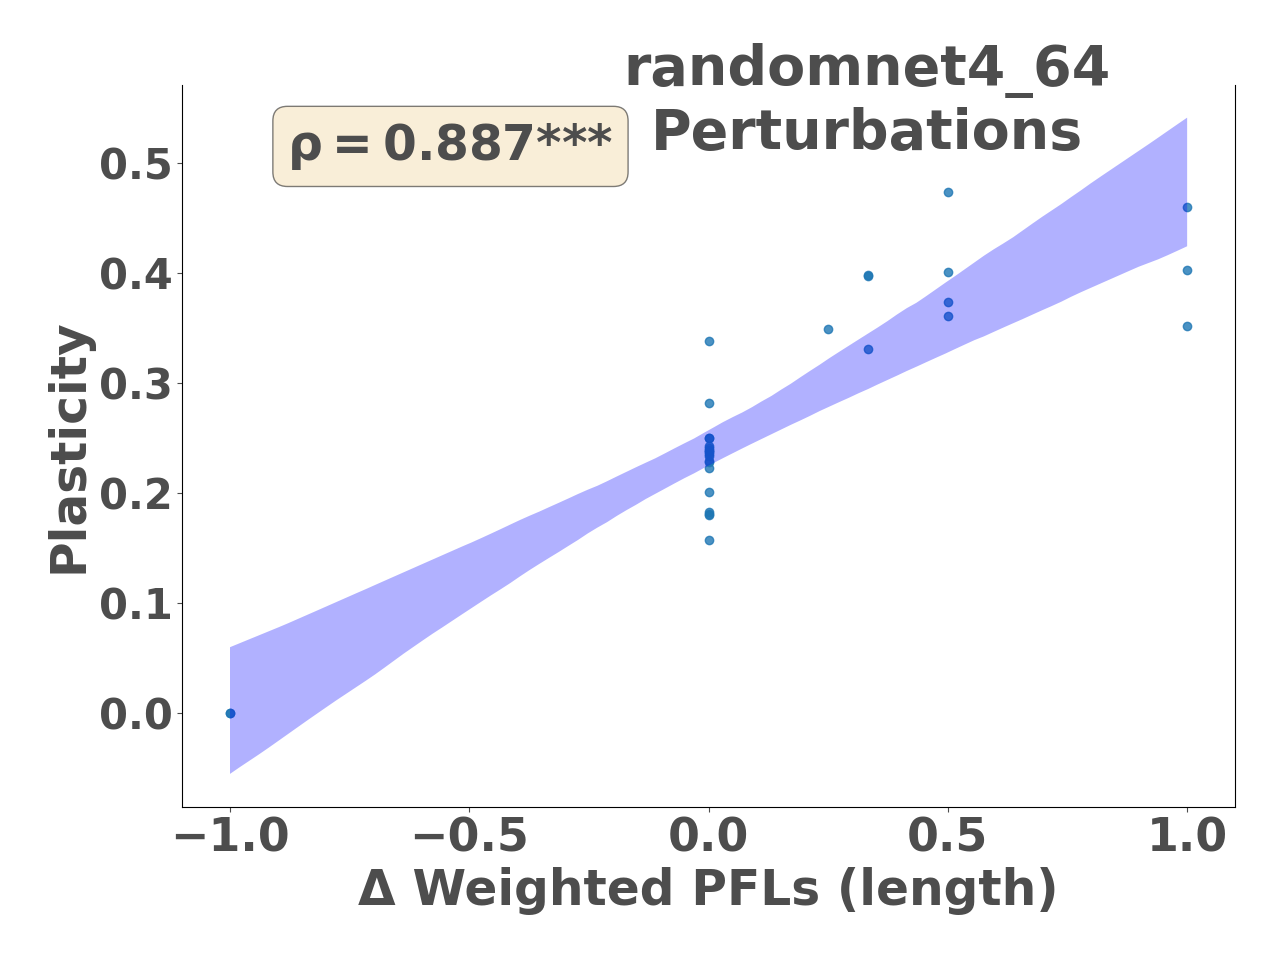 randomnet4_64
Perturbations
ρ = 0.887***
Plasticity
0.5
0.4
0.3
0.2
0.1
0.0
−1.0 −0.5 0.0 0.5 1.0
Δ Weighted PFLs (length)